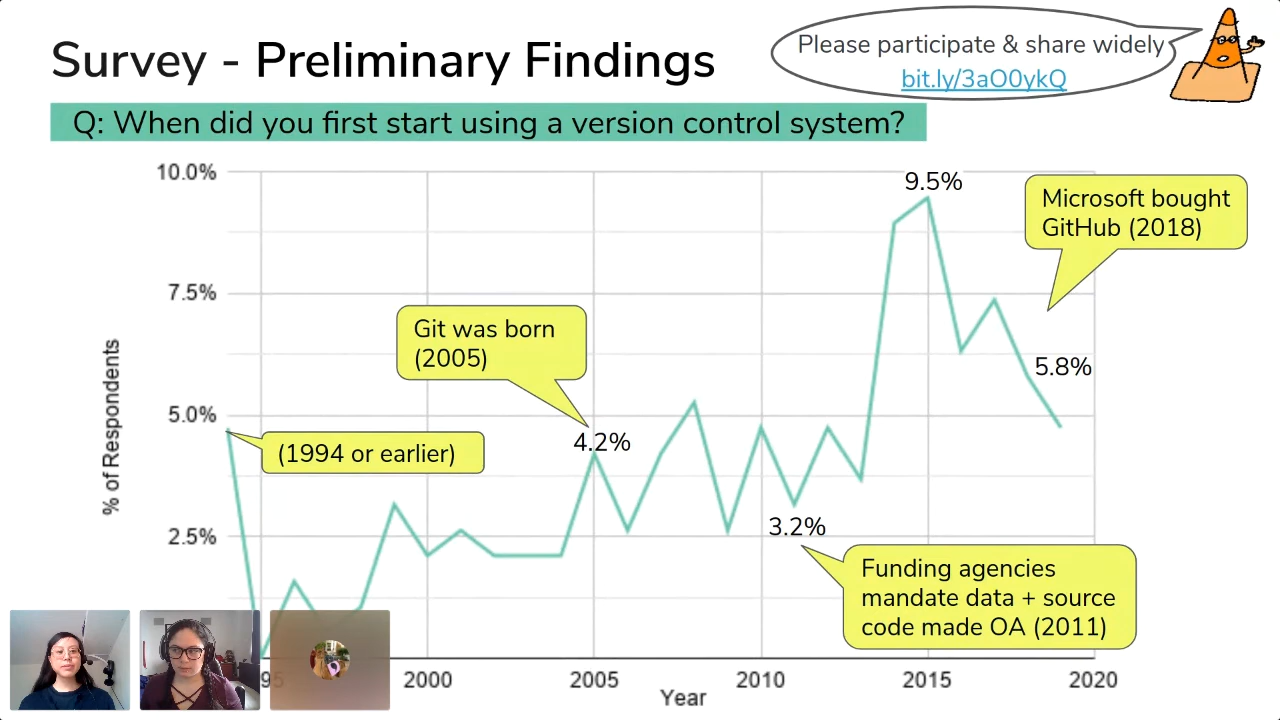 Survey - Preliminary Findings
Please participate & share widely
bit.ly/3aO0ykQ
Q: When did you first start using a version control system?
10.0%
7.5%
5.0%
2.5%
% of Respondents
9.5%
Microsoft bought
GitHub (2018)
Git was born
(2005)
5.8%
(1994 or earlier)
4.2%
3.2%
Funding agencies
mandate data + source
code made OA (2011)
95
2000
2005
2010
2015
2020
Year